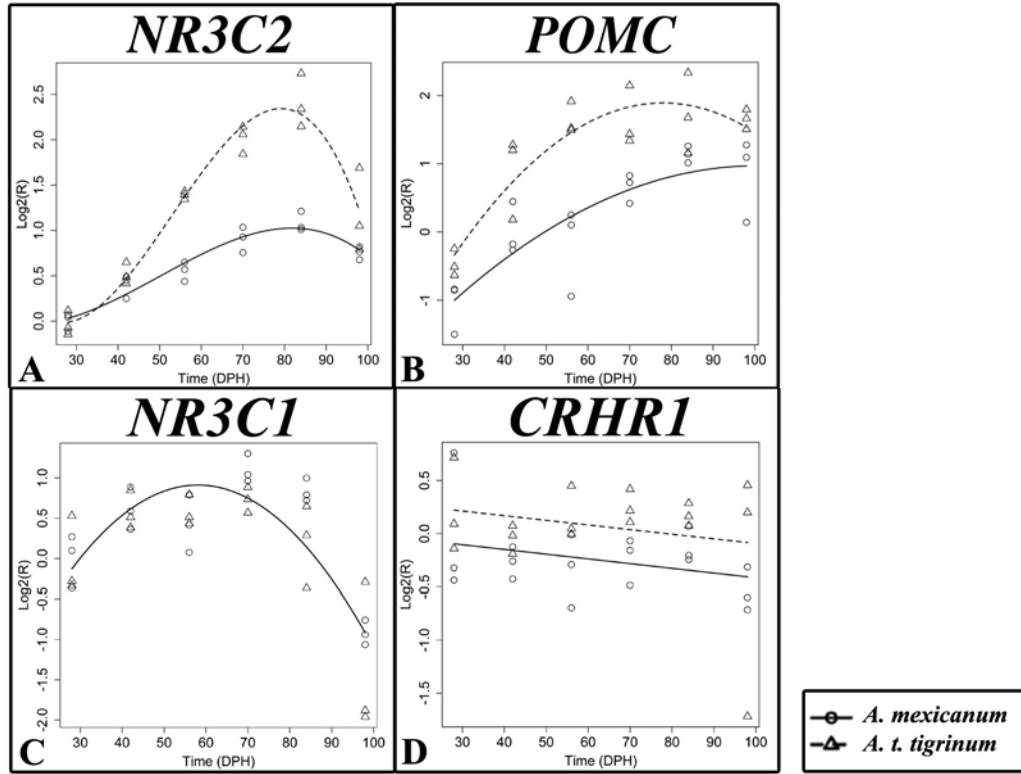 NR3C2
2.5
2.0
1.5
1.0
0.5
0.0
Log2(R)
30 40 50 60 70 80 90 100
Time (DPH)
A
POMC
2
1
0
-1
Log2(R)
30 40 50 60 70 80 90 100
Time (DPH)
B
NR3C1
1.0
0.5
0.0
-0.5
-1.0
-1.5
-2.0
Log2(R)
30 40 50 60 70 80 90 100
Time (DPH)
C
CRHR1
0.5
0.0
-0.5
-1.5
Log2(R)
30 40 50 60 70 80 90 100
Time (DPH)
D
A. mexicanum
A. t. tigrinum